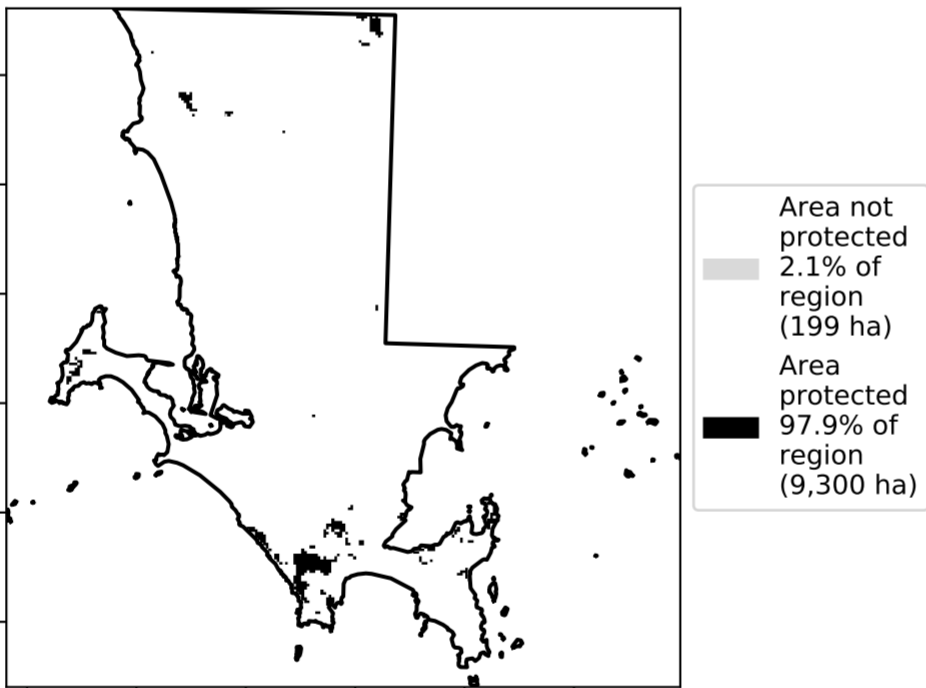 Area not
protected
2.1% of
region
(199 ha)
Area
protected
97.9% of
region
(9,300 ha)